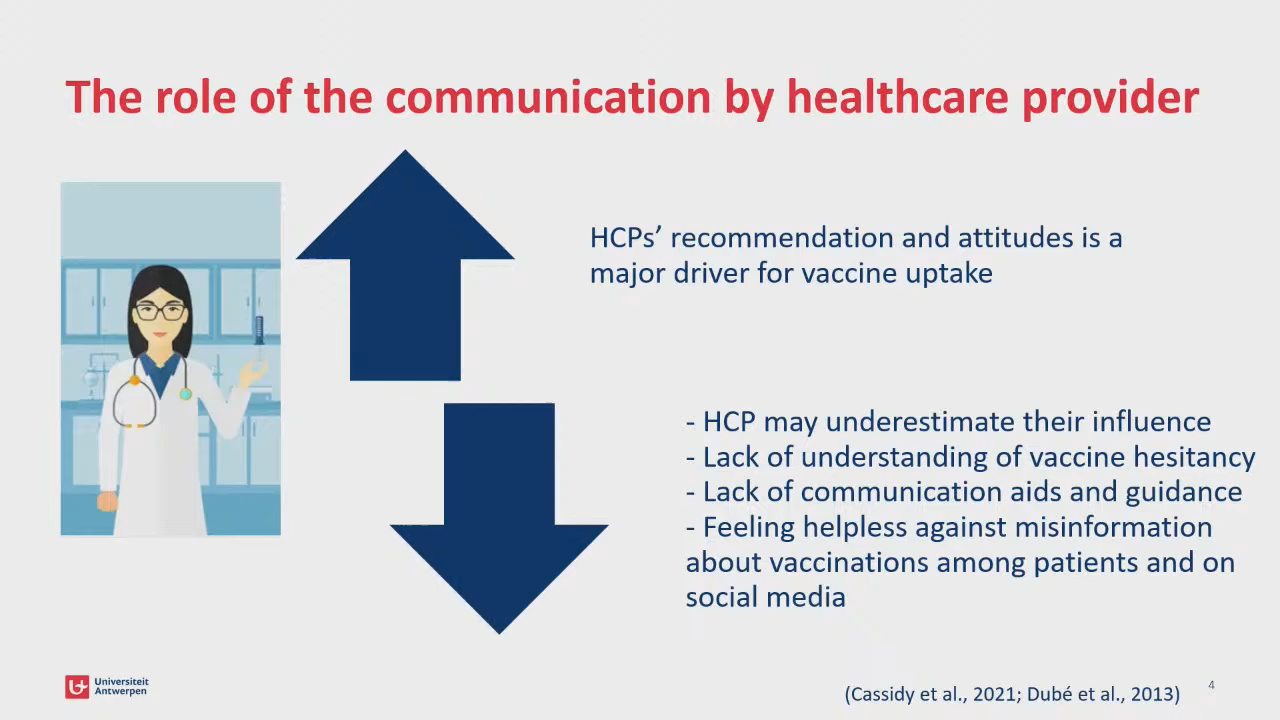 The role of the communication by healthcare provider
HCPs’ recommendation and attitudes is a
major driver for vaccine uptake
- HCP may underestimate their influence
- Lack of understanding of vaccine hesitancy
- Lack of communication aids and guidance
- Feeling helpless against misinformation
about vaccinations among patients and on
social media
Universiteit
Antwerpen
(Cassidy et al., 2021; Dubé et al., 2013)
4